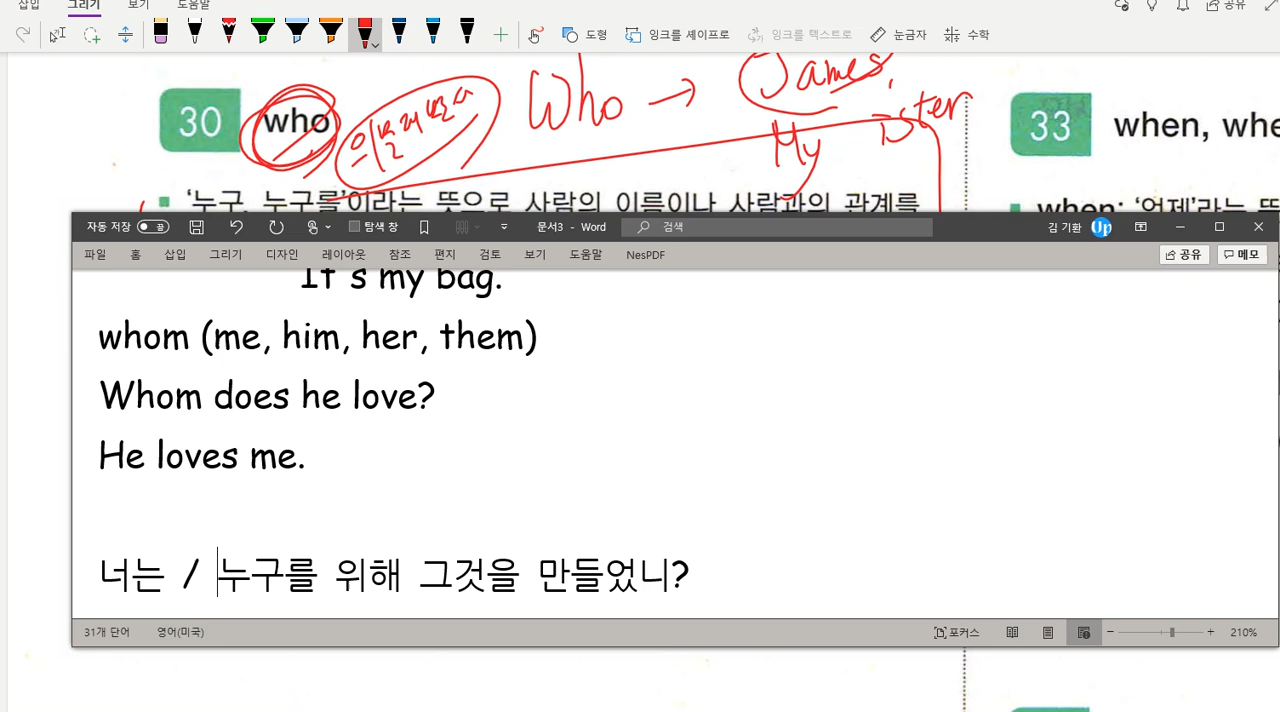 삽입 그리기 보기 도움말
공유
도형 잉크를 셰이프로 잉크를 텍스트로 눈금자 수학
30 who Who → James,
My sister
33 when, whe
'누구, 누구를'이라는 뜻으로 사람의 이름이나 사람과의 관계를
when: '언제'라는 뜨
자동 저장 끔 탐색 창 문서3 - Word 검색 김 기환 Up
파일 홈 삽입 그리기 디자인 레이아웃 참조 편지 검토 보기 도움말 NesPDF 공유 메모
It's my bag.
whom (me, him, her, them)
Whom does he love?
He loves me.
너는 / 누구를 위해 그것을 만들었니?
31개 단어 영어(미국) 포커스 210%